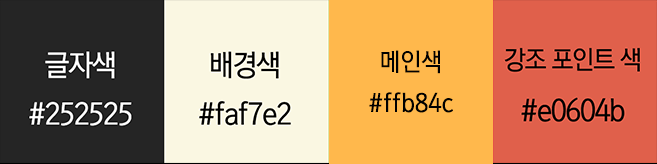 글자색
#252525
배경색
#faf7e2
메인색
#ffb84c
강조 포인트 색
#e0604b